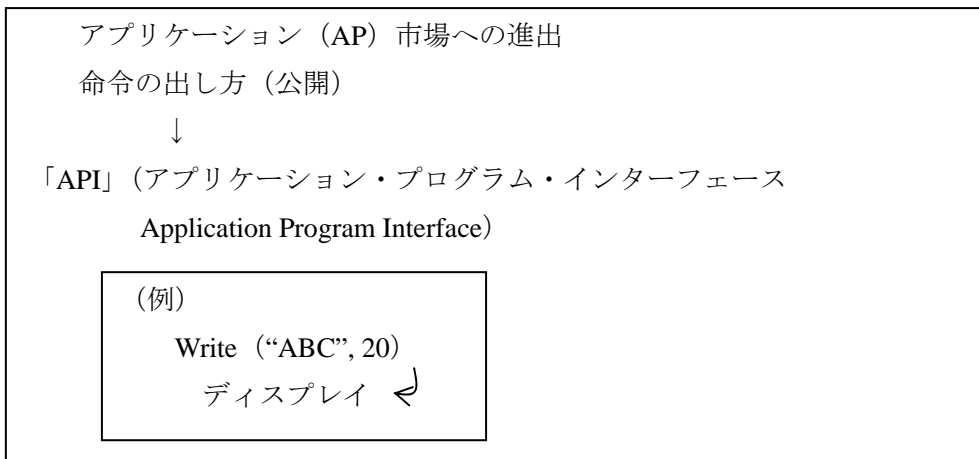 アプリケーション（AP）市場への進出
命令の出し方（公開）
↓
「API」（アプリケーション・プログラム・インターフェース
Application Program Interface）
（例）
Write（“ABC”, 20）
ディスプレイ